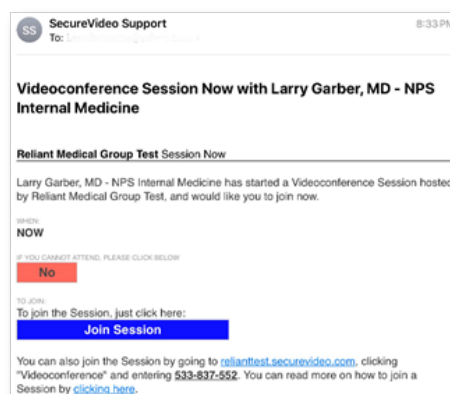 SS
SecureVideo Support
8:33 PM
To:
Videoconference Session Now with Larry Garber, MD - NPS
Internal Medicine
Reliant Medical Group Test Session Now
Larry Garber, MD - NPS Internal Medicine has started a Videoconference Session hosted
by Reliant Medical Group Test, and would like you to join now.
WHEN:
NOW
IF YOU CANNOT ATTEND, PLEASE CLICK BELOW
No
TO JOIN:
To join the Session, just click here:
Join Session
You can also join the Session by going to relianttest.securevideo.com, clicking
"Videoconference" and entering 533-837-552. You can read more on how to join a
Session by clicking here.